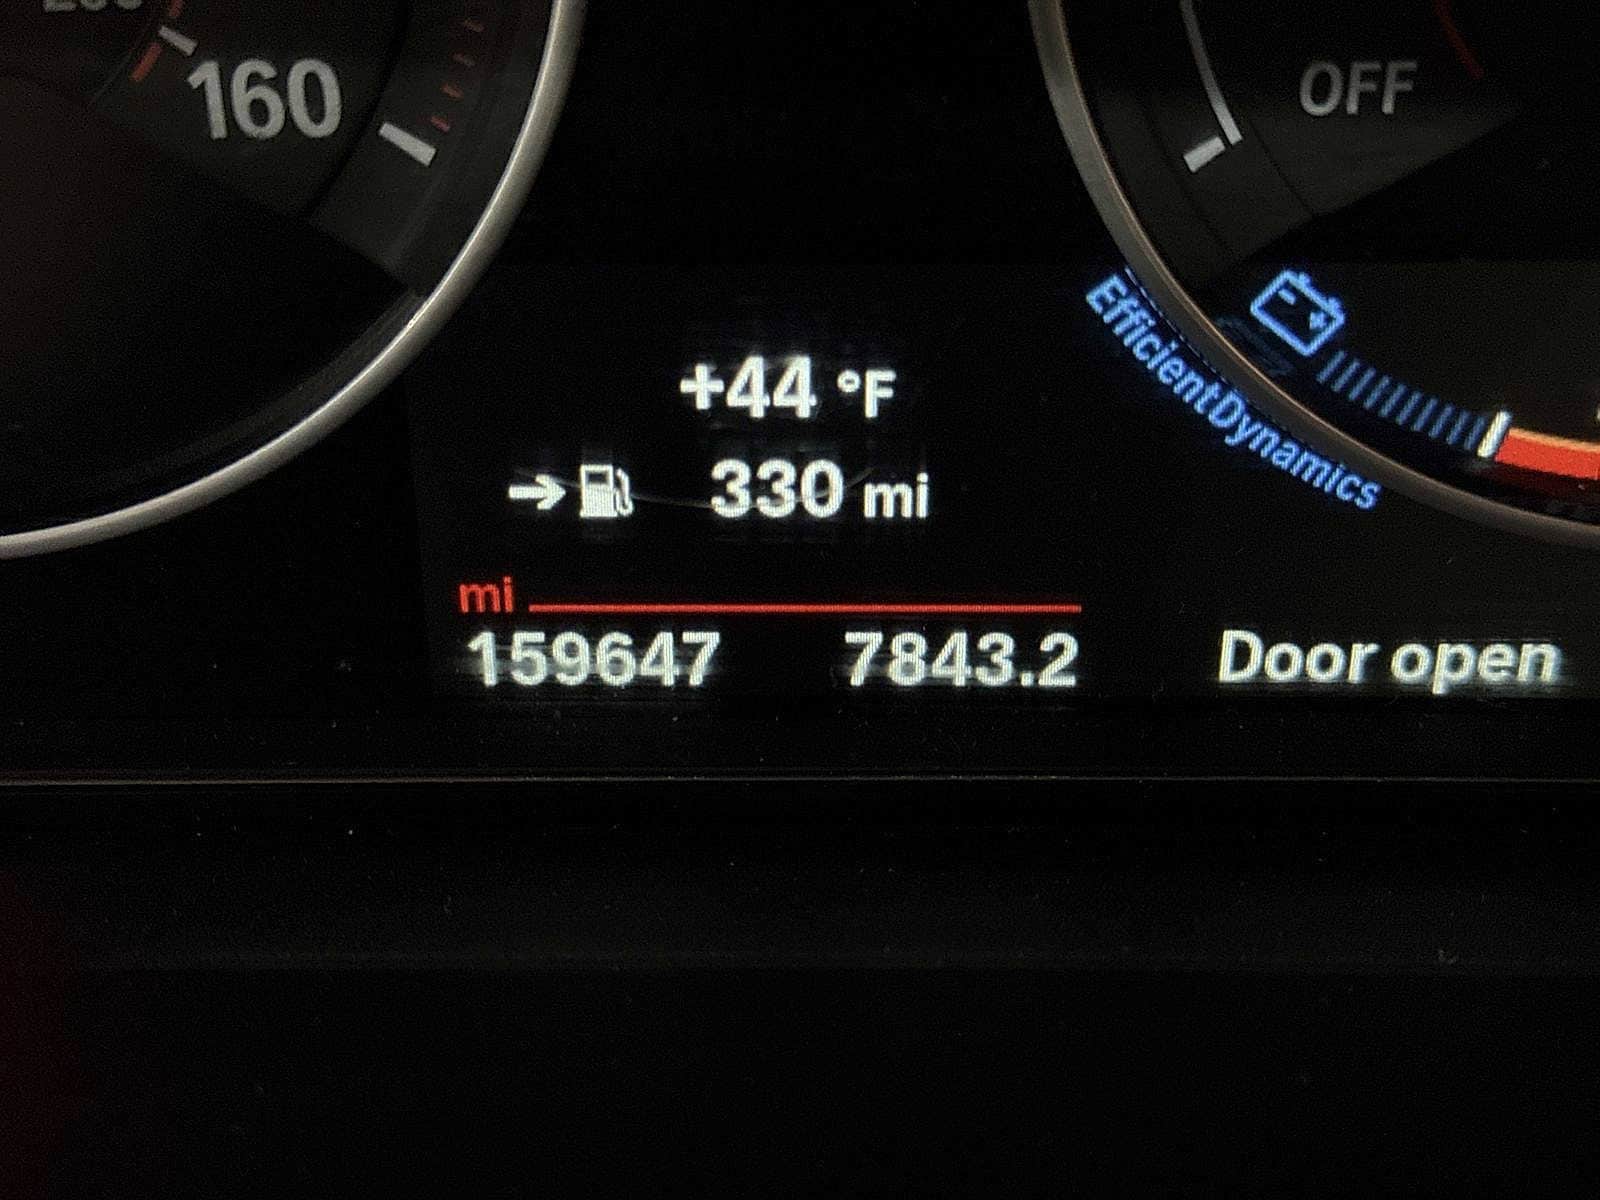 160
OFF
EfficientDynamics
+44 °F
330 mi
mi
159647 7843.2 Door open